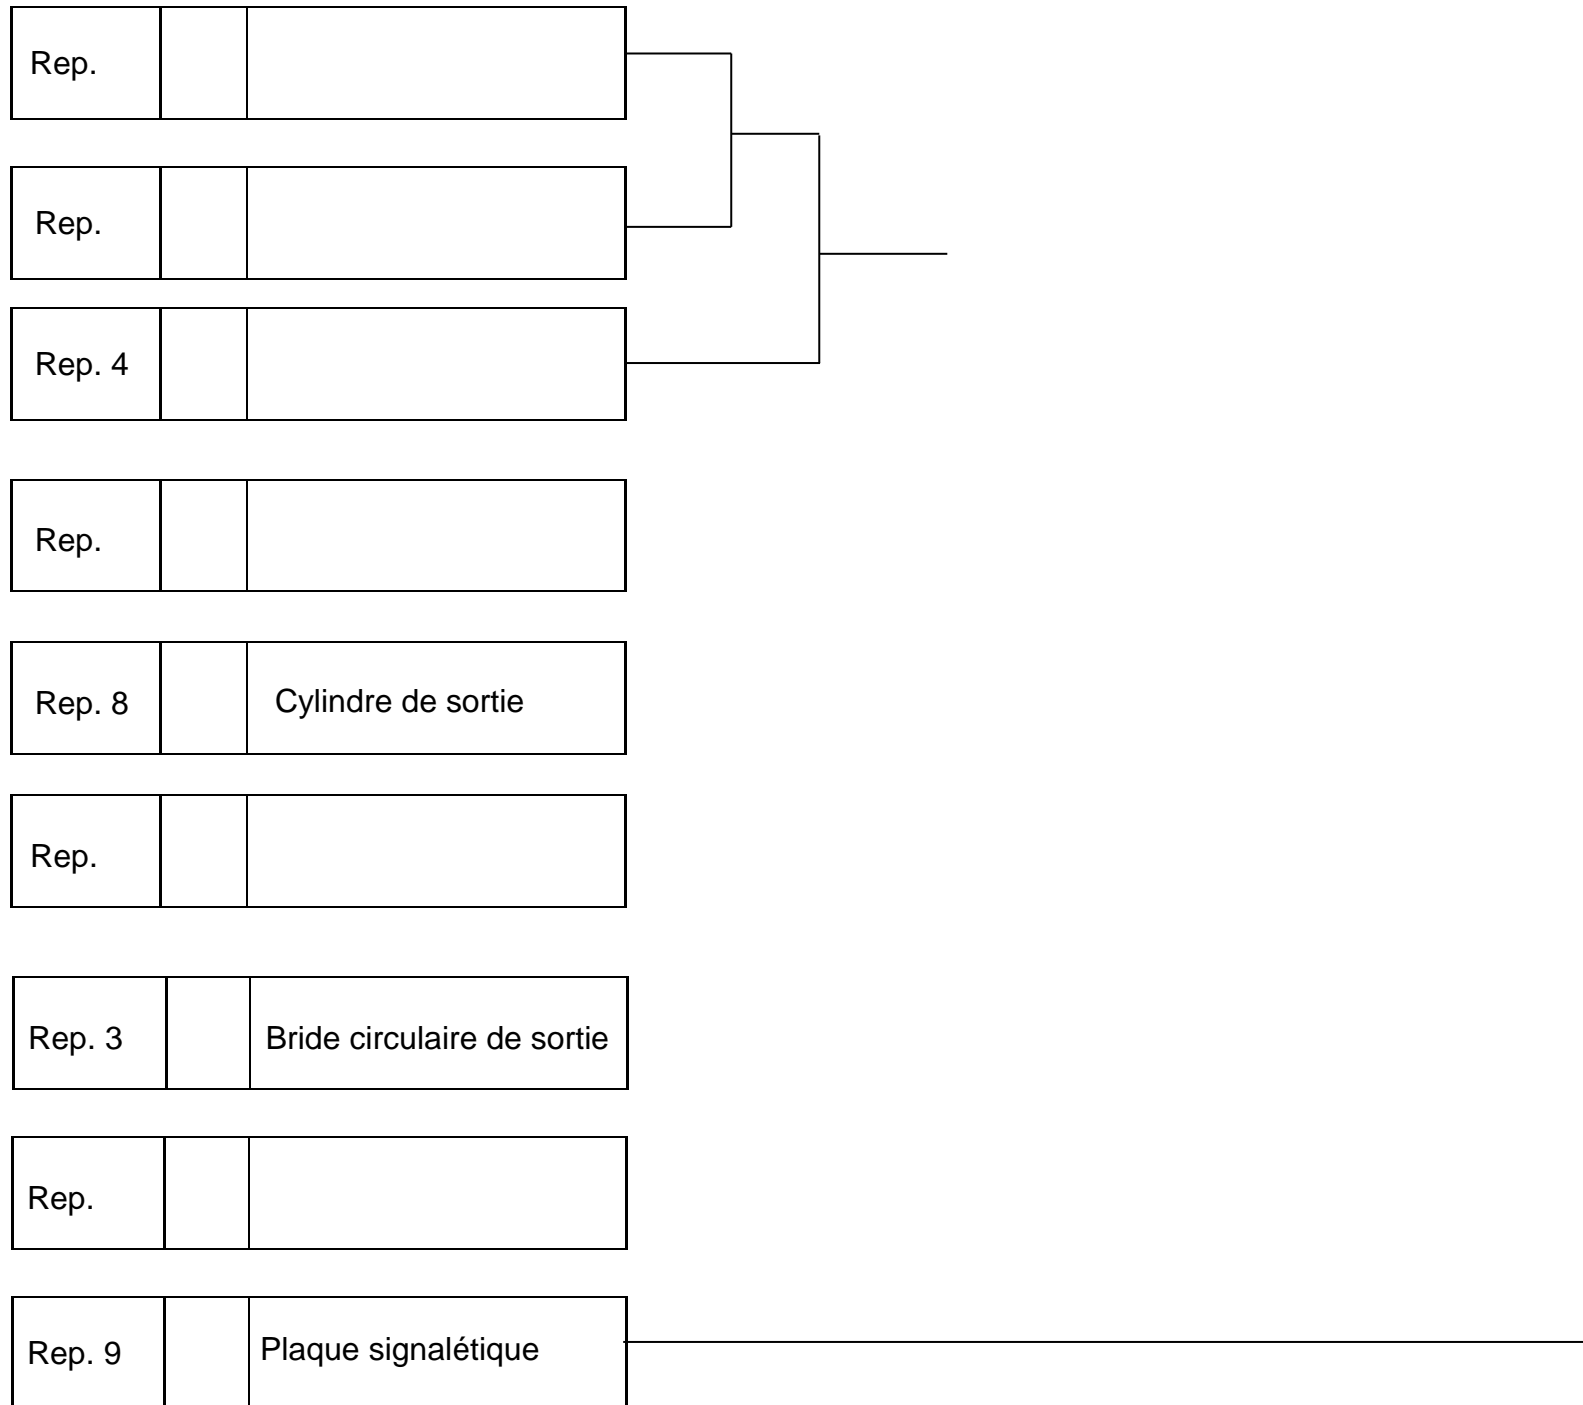 Rep.
Rep.
Rep. 4
Rep.
Rep. 8 Cylindre de sortie
Rep.
Rep. 3 Bride circulaire de sortie
Rep.
Rep. 9 Plaque signalétique